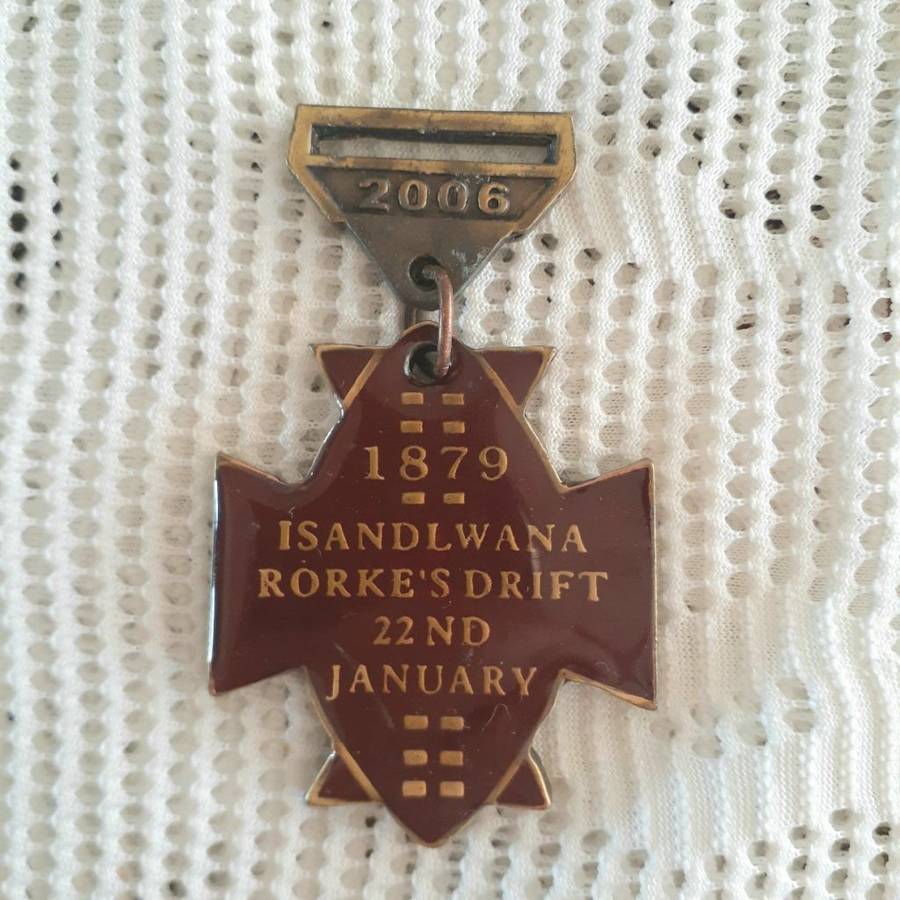 2006
1879
ISANDLWANA
RORKE'S DRIFT
22ND
JANUARY